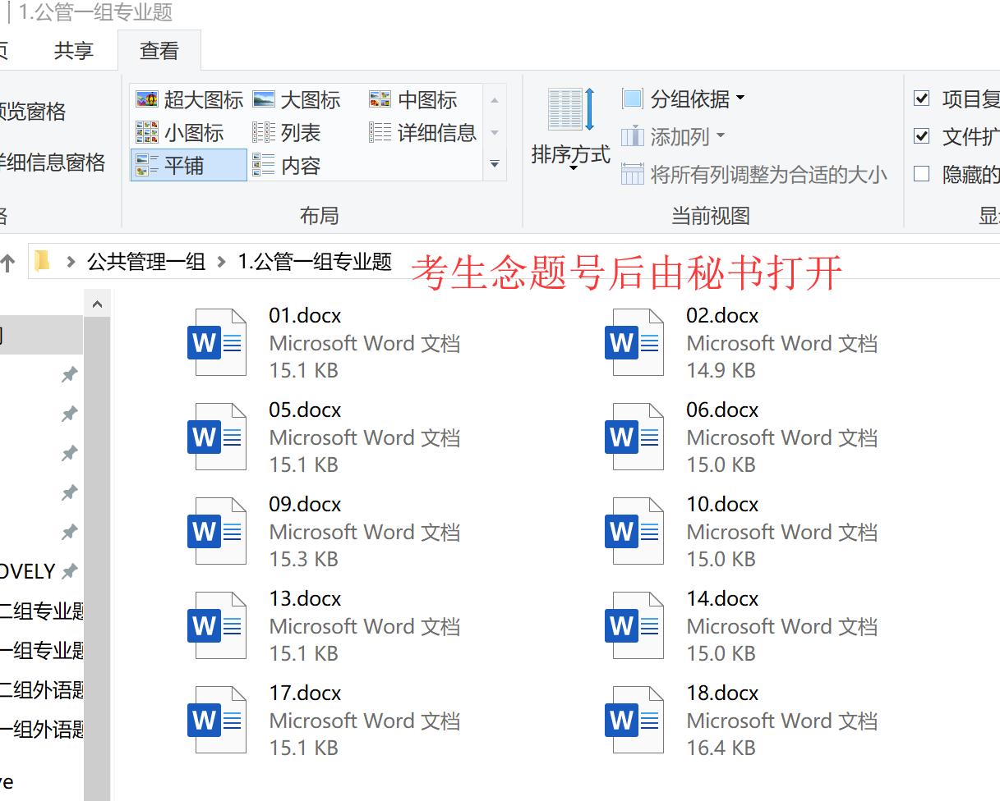 1.公管一组专业题
共享 查看
预览窗格
超大图标 大图标 中图标
小图标 列表 详细信息
平铺 内容
详细信息窗格
布局
排序方式
分组依据
添加列
将所有列调整为合适的大小
当前视图
项目复
文件扩
隐藏的
公共管理一组 1.公管一组专业题
考生念题号后由秘书打开
01.docx
Microsoft Word 文档
15.1 KB
02.docx
Microsoft Word 文档
14.9 KB
05.docx
Microsoft Word 文档
15.1 KB
06.docx
Microsoft Word 文档
15.0 KB
09.docx
Microsoft Word 文档
15.3 KB
10.docx
Microsoft Word 文档
15.0 KB
13.docx
Microsoft Word 文档
15.1 KB
14.docx
Microsoft Word 文档
15.0 KB
17.docx
Microsoft Word 文档
15.1 KB
18.docx
Microsoft Word 文档
16.4 KB
OVELY
二组专业题
一组专业题
二组外语题
一组外语题